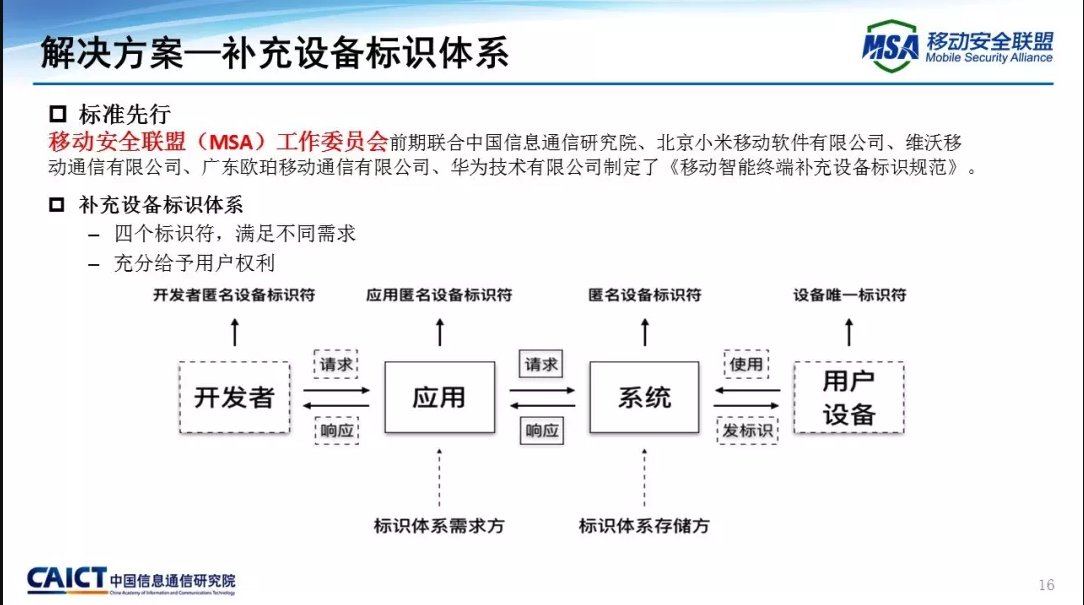 解决方案—补充设备标识体系
MSA 移动安全联盟
Mobile Security Alliance
标准先行
移动安全联盟（MSA）工作委员会前期联合中国信息通信研究院、北京小米移动软件有限公司、维沃移
动通信有限公司、广东欧珀移动通信有限公司、华为技术有限公司制定了《移动智能终端补充设备标识规范》。
补充设备标识体系
– 四个标识符，满足不同需求
– 充分给予用户权利
开发者匿名设备标识符 应用匿名设备标识符 匿名设备标识符 设备唯一标识符
请求 请求 使用
开发者 应用 系统 用户
设备
响应 响应 发标识
标识体系需求方 标识体系存储方
CAICT 中国信息通信研究院
China Academy of Information and Communications Technology
16